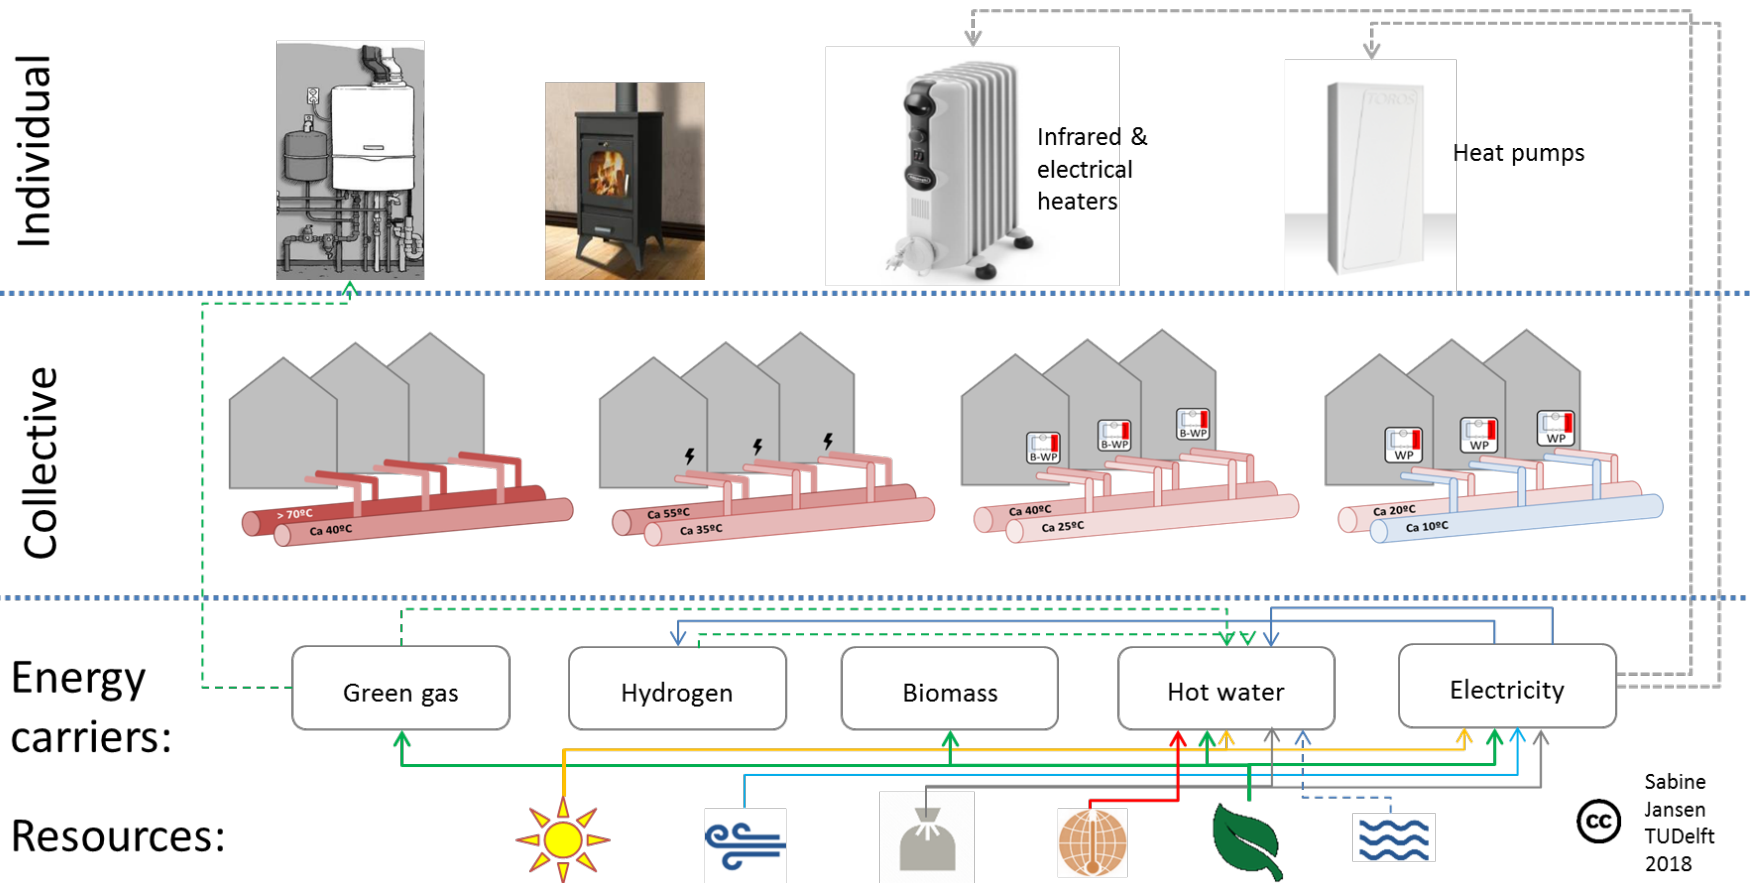 Individual
TOROS
Infrared &
electrical
heaters
Heat pumps
Collective
B-WP
B-WP
B-WP
WP
WP
WP
> 70ºC
Ca 40ºC
Ca 55ºC
Ca 35ºC
Ca 40ºC
Ca 25ºC
Ca 20ºC
Ca 10ºC
Energy
carriers:
Green gas
Hydrogen
Biomass
Hot water
Electricity
Resources:
cc
Sabine
Jansen
TUDelft
2018